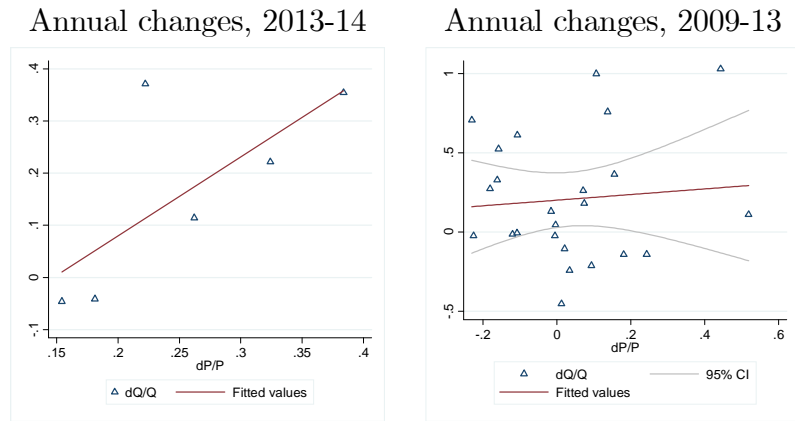 Annual changes, 2013-14
.4
.3
.2
.1
0
-.1
.15
.2
.25
.3
.35
.4
dP/P
dQ/Q
Fitted values
Annual changes, 2009-13
1
.5
0
-.5
-.2
0
.2
.4
.6
dP/P
dQ/Q
95% CI
Fitted values